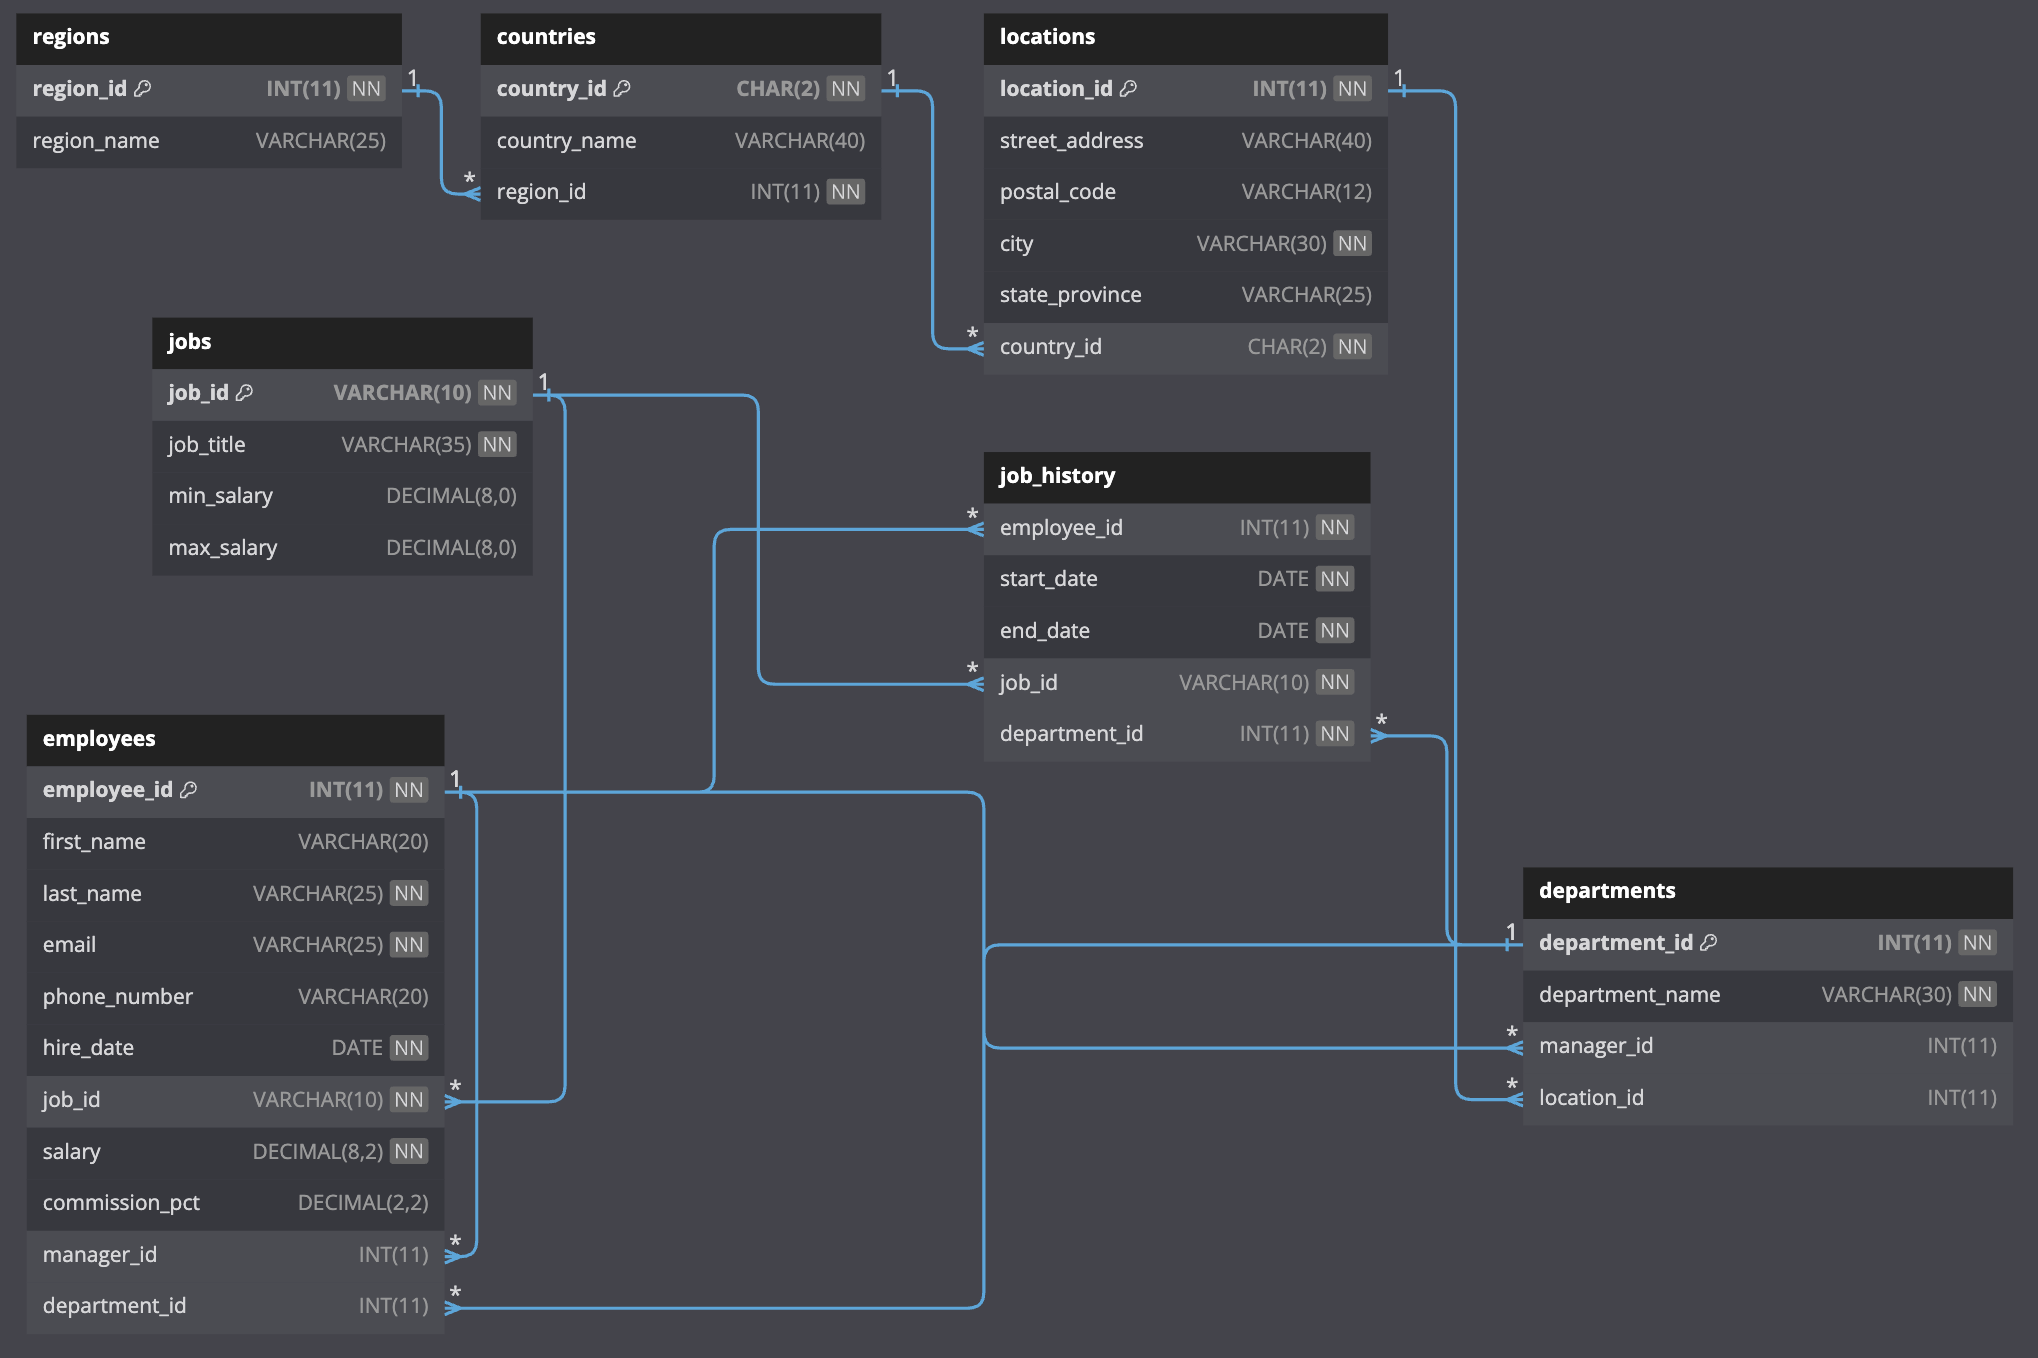 regions
region_id INT(11) NN
region_name VARCHAR(25)
1
*
countries
country_id CHAR(2) NN
country_name VARCHAR(40)
region_id INT(11) NN
1
*
locations
location_id INT(11) NN
street_address VARCHAR(40)
postal_code VARCHAR(12)
city VARCHAR(30) NN
state_province VARCHAR(25)
country_id CHAR(2) NN
1
jobs
job_id VARCHAR(10) NN
job_title VARCHAR(35) NN
min_salary DECIMAL(8,0)
max_salary DECIMAL(8,0)
1
*
*
job_history
employee_id INT(11) NN
start_date DATE NN
end_date DATE NN
job_id VARCHAR(10) NN
department_id INT(11) NN
*
employees
employee_id INT(11) NN
first_name VARCHAR(20)
last_name VARCHAR(25) NN
email VARCHAR(25) NN
phone_number VARCHAR(20)
hire_date DATE NN
job_id VARCHAR(10) NN
salary DECIMAL(8,2) NN
commission_pct DECIMAL(2,2)
manager_id INT(11)
department_id INT(11)
1
*
*
*
1
*
*
departments
department_id INT(11) NN
department_name VARCHAR(30) NN
manager_id INT(11)
location_id INT(11)